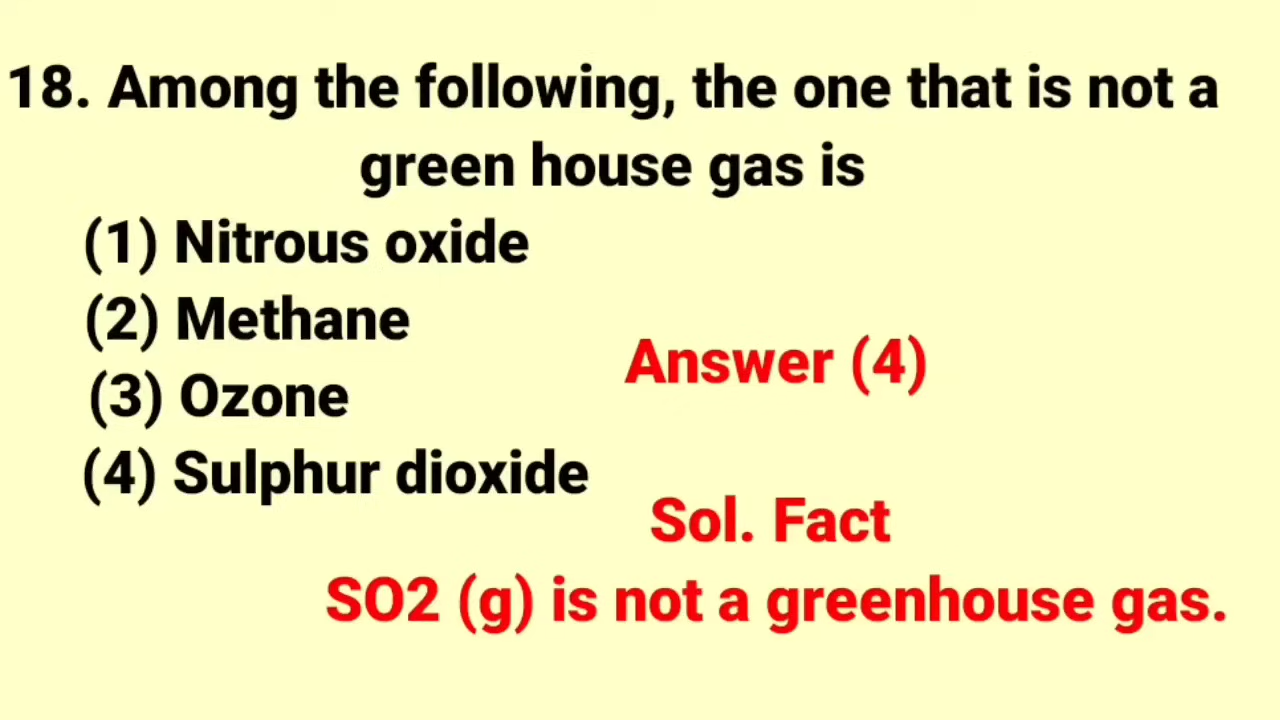 18. Among the following, the one that is not a
green house gas is
(1) Nitrous oxide
(2) Methane
(3) Ozone
(4) Sulphur dioxide
Answer (4)
Sol. Fact
SO2 (g) is not a greenhouse gas.